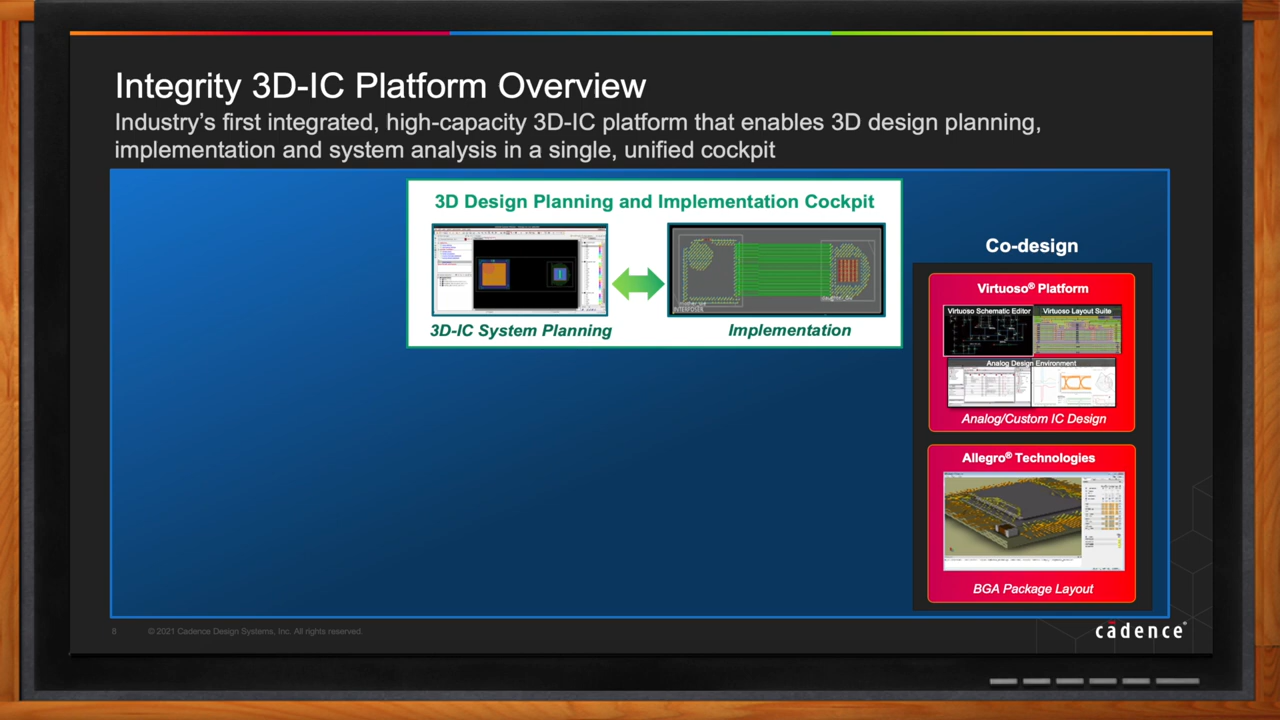 Integrity 3D-IC Platform Overview
Industry's first integrated, high-capacity 3D-IC platform that enables 3D design planning,
implementation and system analysis in a single, unified cockpit
3D Design Planning and Implementation Cockpit
3D-IC System Planning
INTERPOSER
Implementation
Co-design
Virtuoso® Platform
Virtuoso Schematic Editor
Virtuoso Layout Suite
Analog Design Environment
Analog/Custom IC Design
Allegro® Technologies
BGA Package Layout
8
© 2021 Cadence Design Systems, Inc. All rights reserved.
cādence®